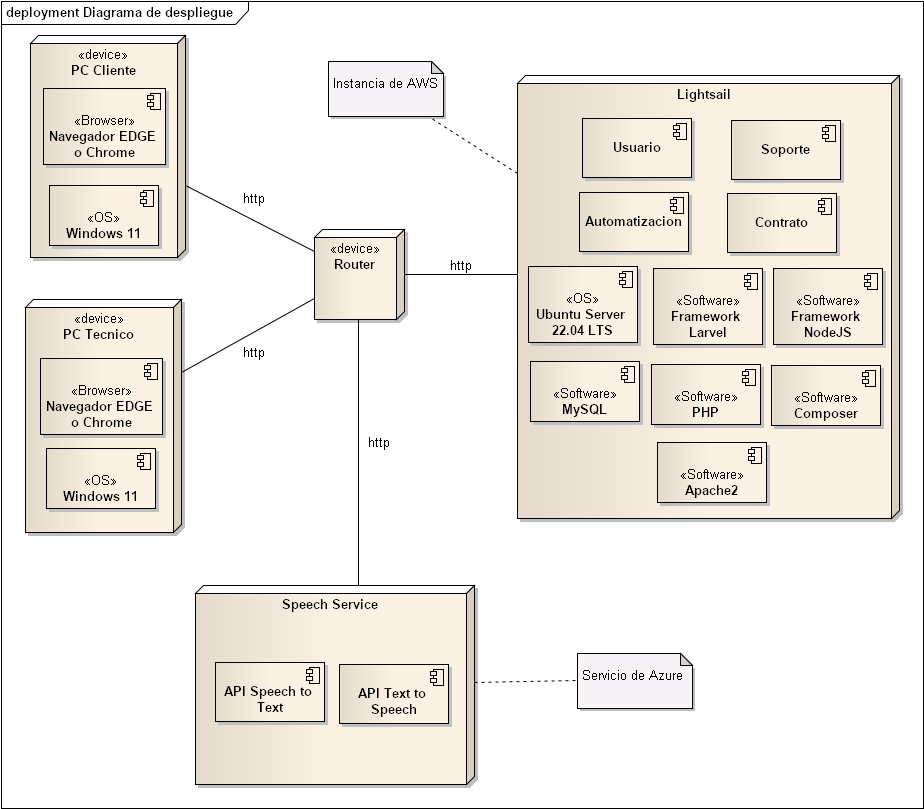 deployment Diagrama de despliegue
«device»
PC Cliente
«Browser»
Navegador EDGE
o Chrome
«OS»
Windows 11
http
«device»
PC Tecnico
«Browser»
Navegador EDGE
o Chrome
«OS»
Windows 11
http
«device»
Router
http
http
Instancia de AWS
Lightsail
Usuario
Soporte
Automatizacion
Contrato
«OS»
Ubuntu Server
22.04 LTS
«Software»
Framework
Larvel
«Software»
Framework
NodeJS
«Software»
MySQL
«Software»
PHP
«Software»
Composer
«Software»
Apache2
Speech Service
API Speech to
Text
API Text to
Speech
Servicio de Azure